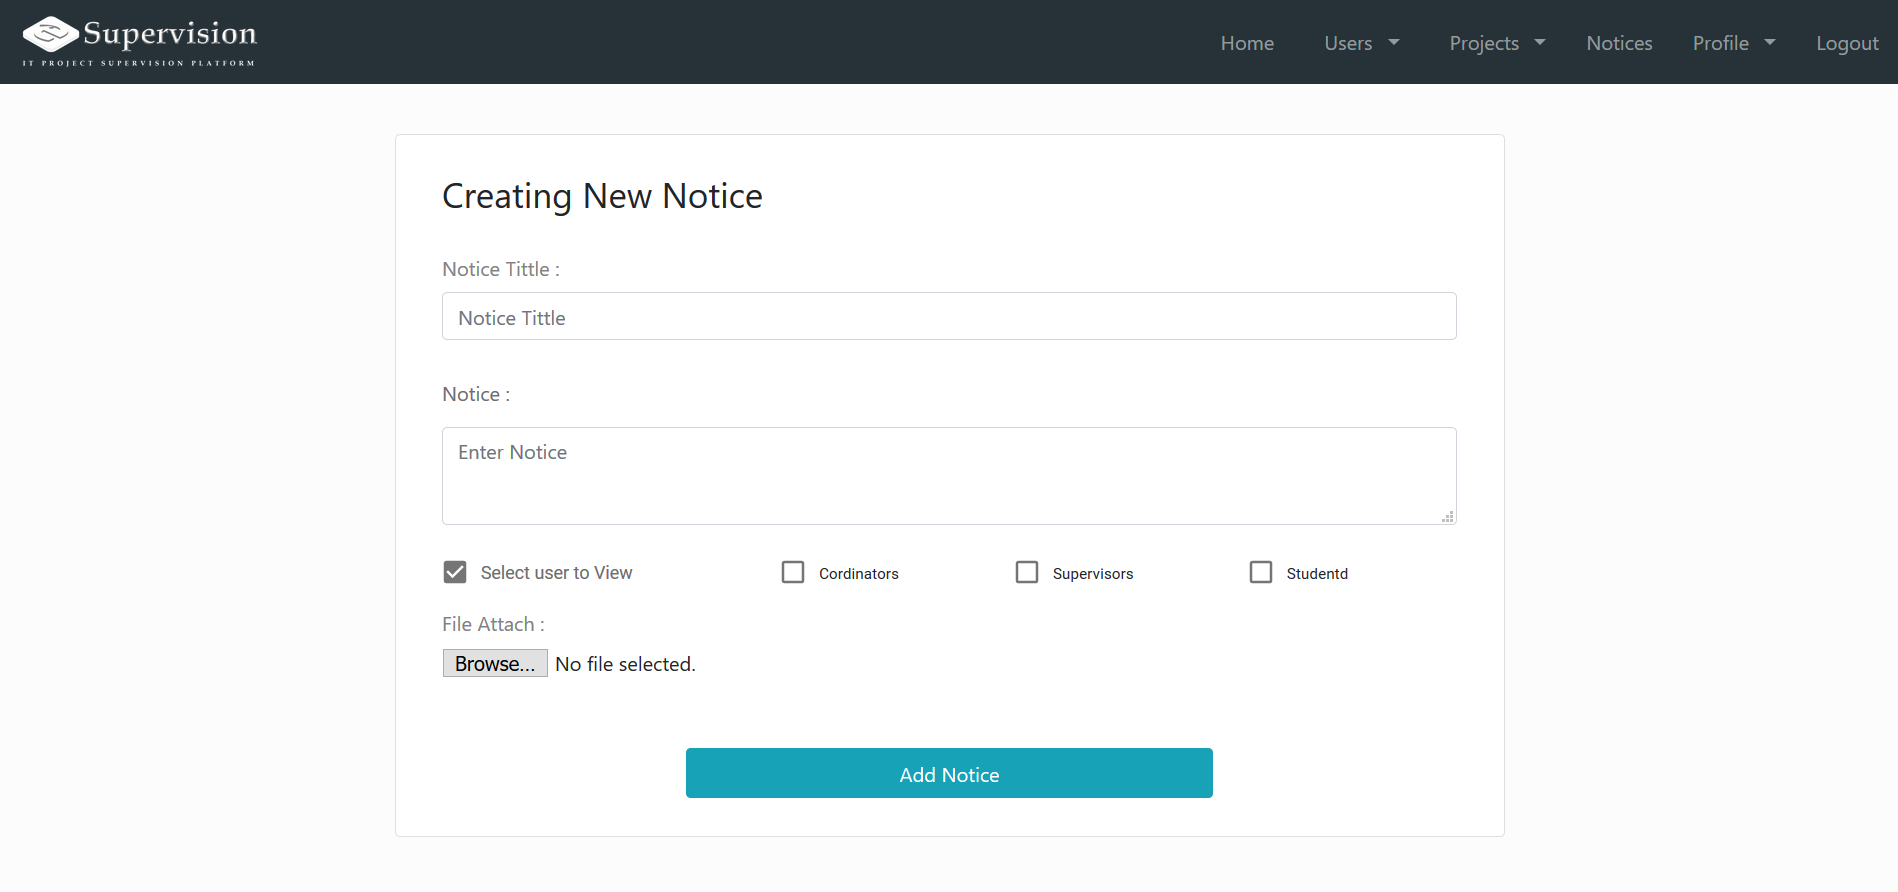 Supervision
IT PROJECT SUPERVISION PLATFORM
Home Users Projects Notices Profile Logout
Creating New Notice
Notice Tittle :
Notice Tittle
Notice :
Enter Notice
Select user to View Cordinators Supervisors Studentd
File Attach :
Browse... No file selected.
Add Notice